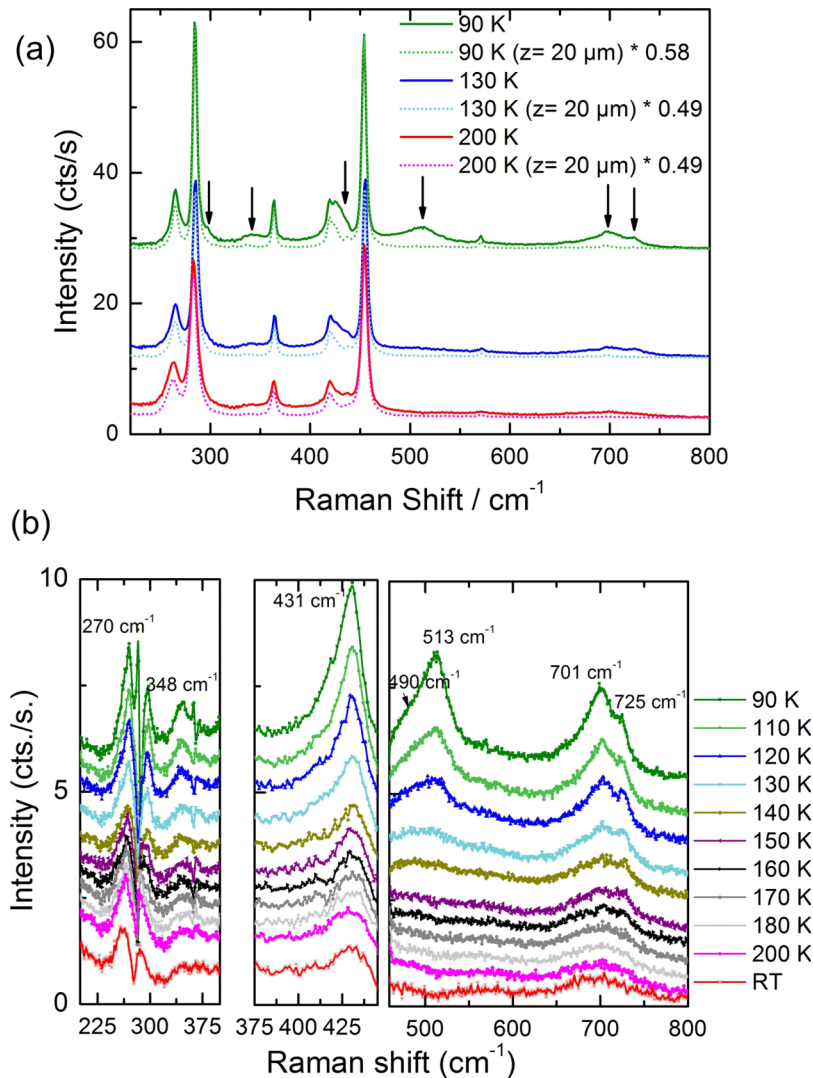 (a)
90 K
90 K (z= 20 µm) * 0.58
130 K
130 K (z= 20 µm) * 0.49
200 K
200 K (z= 20 µm) * 0.49
60
40
20
0
Intensity (cts/s)
300 400 500 600 700 800
Raman Shift / cm⁻¹
(b)
10
5
0
Intensity (cts./s.)
270 cm⁻¹
348 cm⁻¹
431 cm⁻¹
513 cm⁻¹
490 cm⁻¹
701 cm⁻¹
725 cm⁻¹
90 K
110 K
120 K
130 K
140 K
150 K
160 K
170 K
180 K
200 K
RT
225 300 375 375 400 425 500 600 700 800
Raman shift (cm⁻¹)